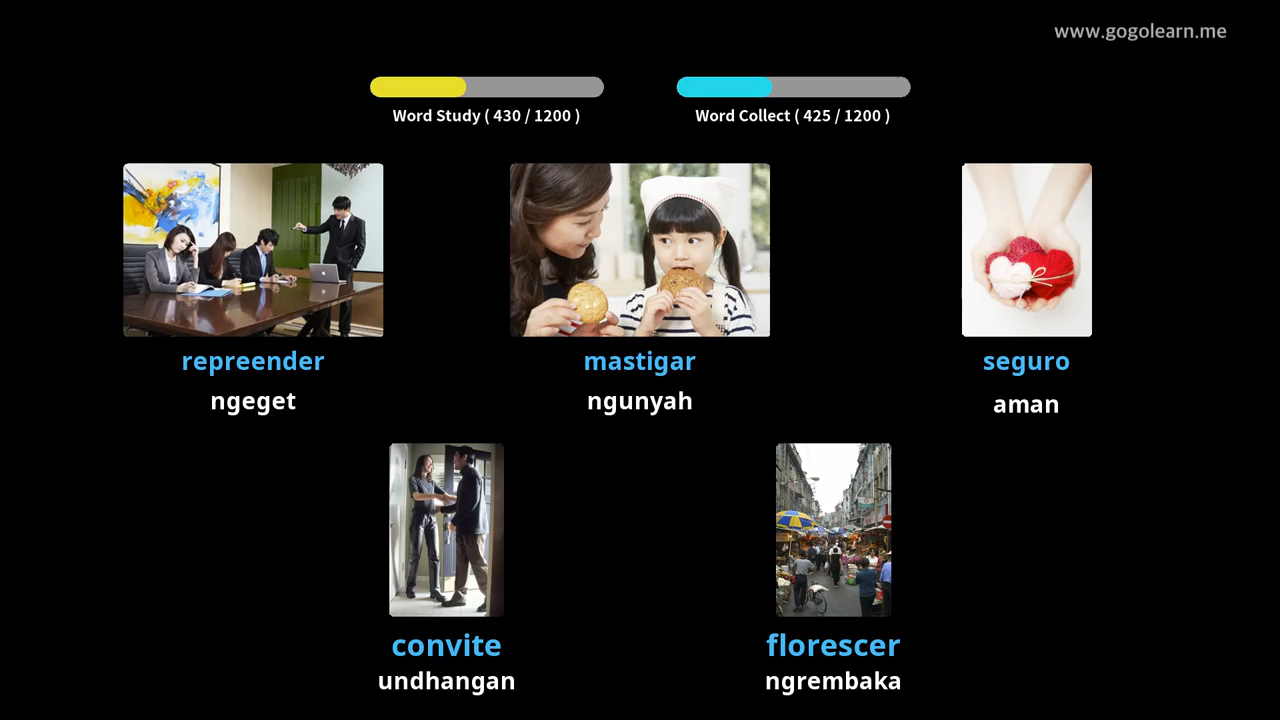 www.gogolearn.me
Word Study ( 430 / 1200 )
Word Collect ( 425 / 1200 )
repreender
ngeget
mastigar
ngunyah
seguro
aman
convite
undhangan
florescer
ngrembaka